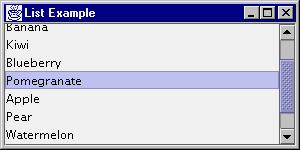 List Example
Banana
Kiwi
Blueberry
Pomegranate
Apple
Pear
Watermelon